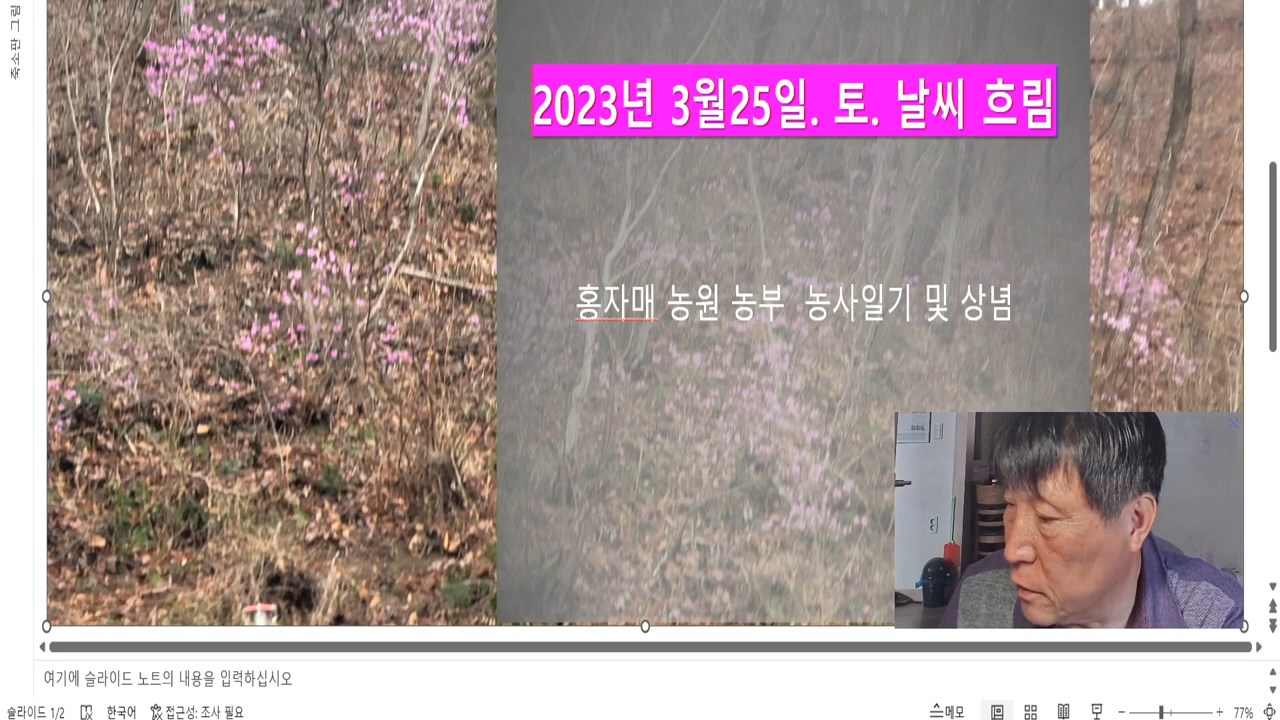 축소판 그림
2023년 3월25일. 토. 날씨 흐림
홍자매 농원 농부 농사일기 및 상념
여기에 슬라이드 노트의 내용을 입력하십시오
슬라이드 1/2 한국어 접근성: 조사 필요 메모 77%